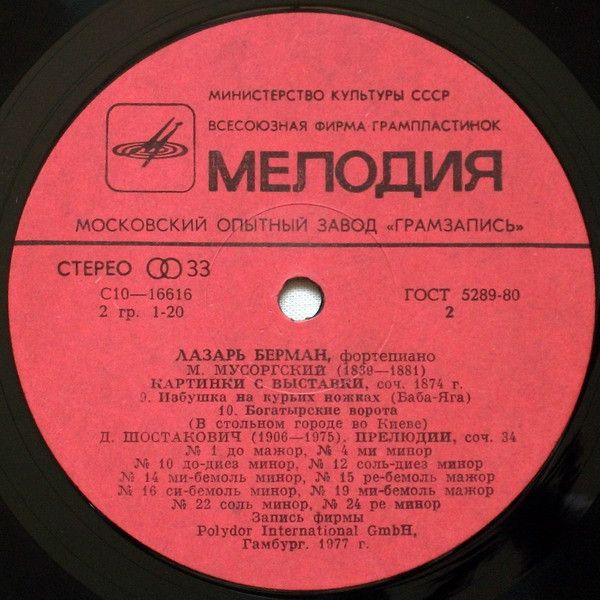 МИНИСТЕРСТВО КУЛЬТУРЫ СССР
ВСЕСОЮЗНАЯ ФИРМА ГРАМПЛАСТИНОК
МЕЛОДИЯ
МОСКОВСКИЙ ОПЫТНЫЙ ЗАВОД «ГРАМЗАПИСЬ»
СТЕРЕО 33
С10—16616
2 гр. 1-20
ГОСТ 5289-80
2
ЛАЗАРЬ БЕРМАН, фортепиано
М. МУСОРГСКИЙ (1839—1881)
КАРТИНКИ С ВЫСТАВКИ, соч. 1874 г.
9. Избушка на курьих ножках (Баба-Яга)
10. Богатырские ворота
(В стольном городе во Киеве)
Д. ШОСТАКОВИЧ (1906—1975). ПРЕЛЮДИИ, соч. 34
№ 1 до мажор, № 4 ми минор
№ 10 до-диез минор, № 12 соль-диез минор
№ 14 ми-бемоль минор, № 15 ре-бемоль мажор
№ 16 си-бемоль минор, № 19 ми-бемоль мажор
№ 22 соль минор, № 24 ре минор
Запись фирмы
Polydor International GmbH,
Гамбург. 1977 г.